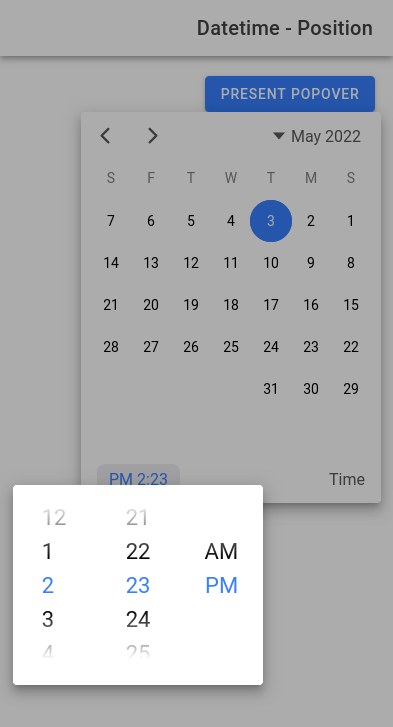 Datetime - Position
PRESENT POPOVER
May 2022
S F T W T M S
7 6 5 4 3 2 1
14 13 12 11 10 9 8
21 20 19 18 17 16 15
28 27 26 25 24 23 22
31 30 29
PM 2:23 Time
12 21
1 22 AM
2 23 PM
3 24
4 25